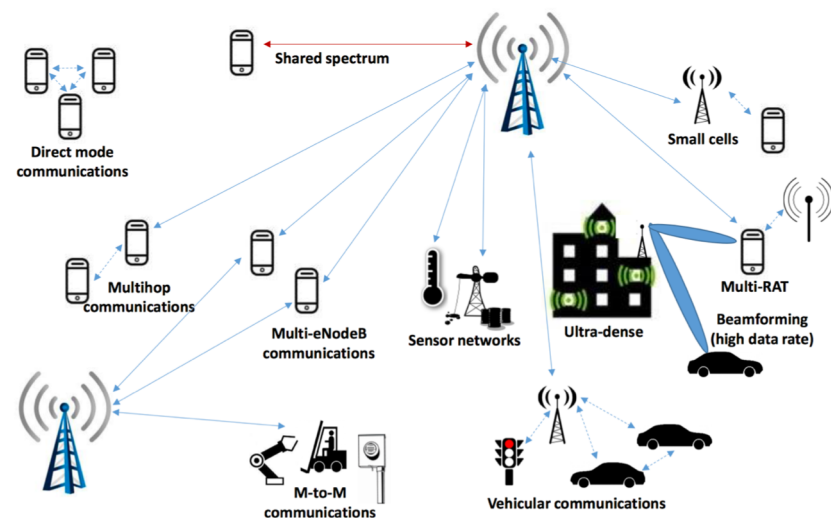 Shared spectrum
Direct mode
communications
Small cells
Multihop
communications
Multi-eNodeB
communications
Sensor networks
Ultra-dense
Multi-RAT
Beamforming
(high data rate)
M-to-M
communications
Vehicular communications